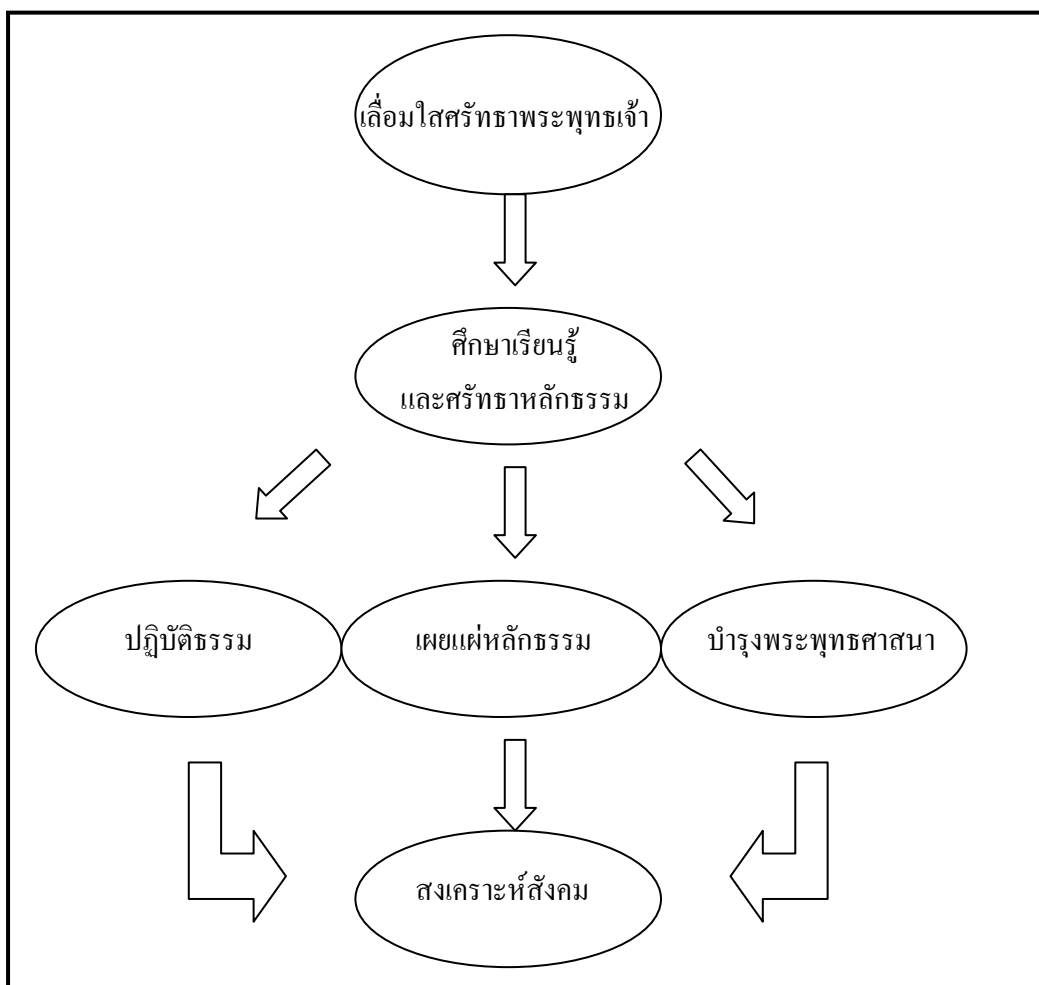 เลื่อมใสศรัทธาพระพุทธเจ้า
ศึกษาเรียนรู้
และศรัทธาหลักธรรม
ปฏิบัติธรรม
เผยแผ่หลักธรรม
บำรุงพระพุทธศาสนา
สงเคราะห์สังคม